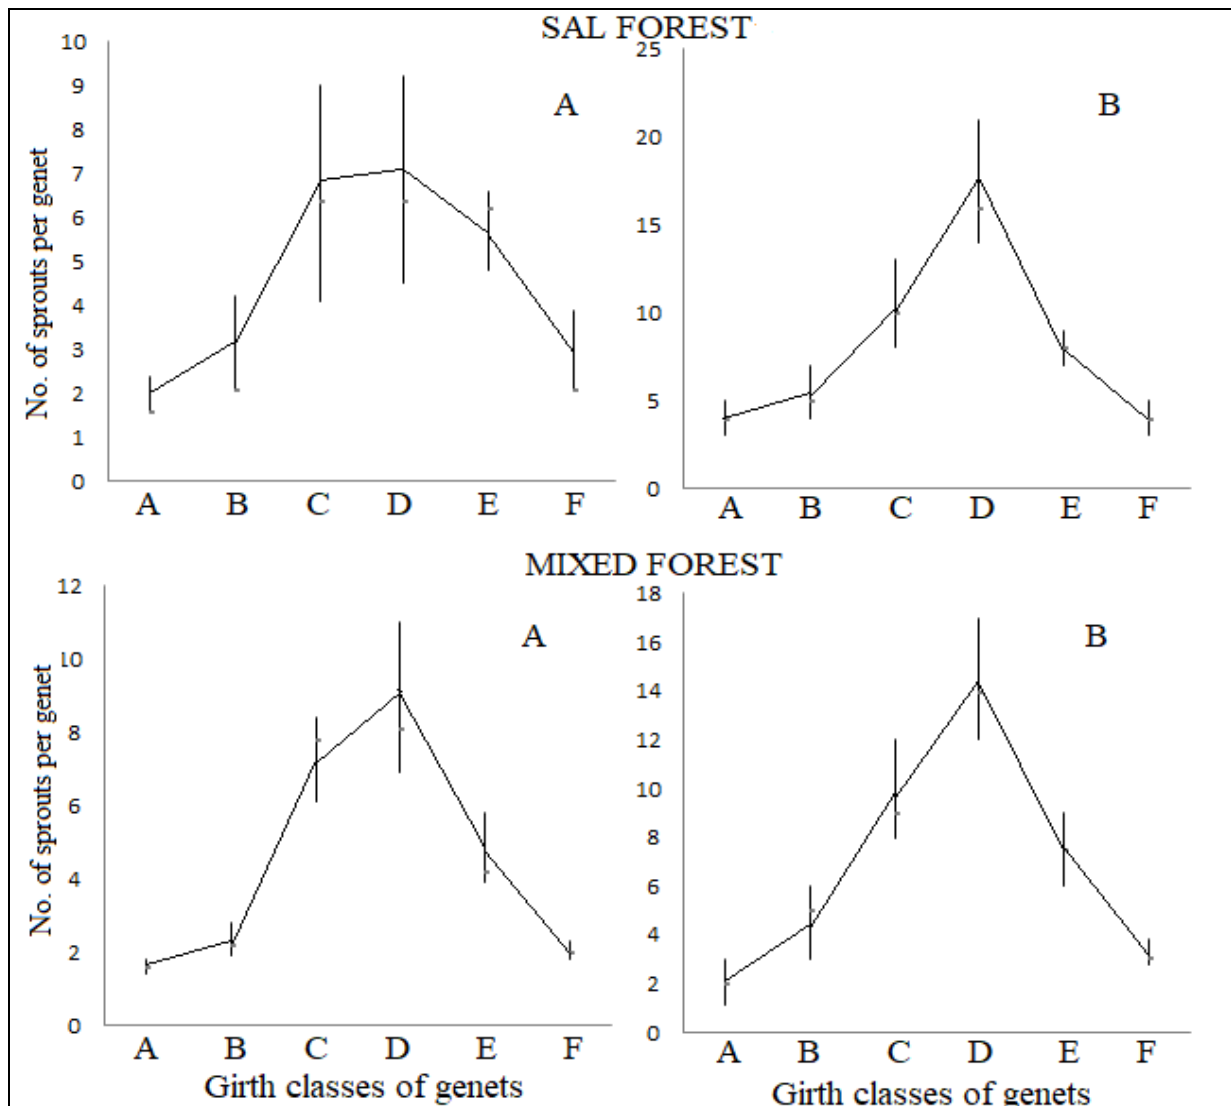 SAL FOREST
No. of sprouts per genet
10
9
8
7
6
5
4
3
2
1
0
A
A B C D E F
25
20
15
10
5
0
B
A B C D E F
MIXED FOREST
No. of sprouts per genet
12
10
8
6
4
2
0
A
A B C D E F
Girth classes of genets
18
16
14
12
10
8
6
4
2
0
B
A B C D E F
Girth classes of genets